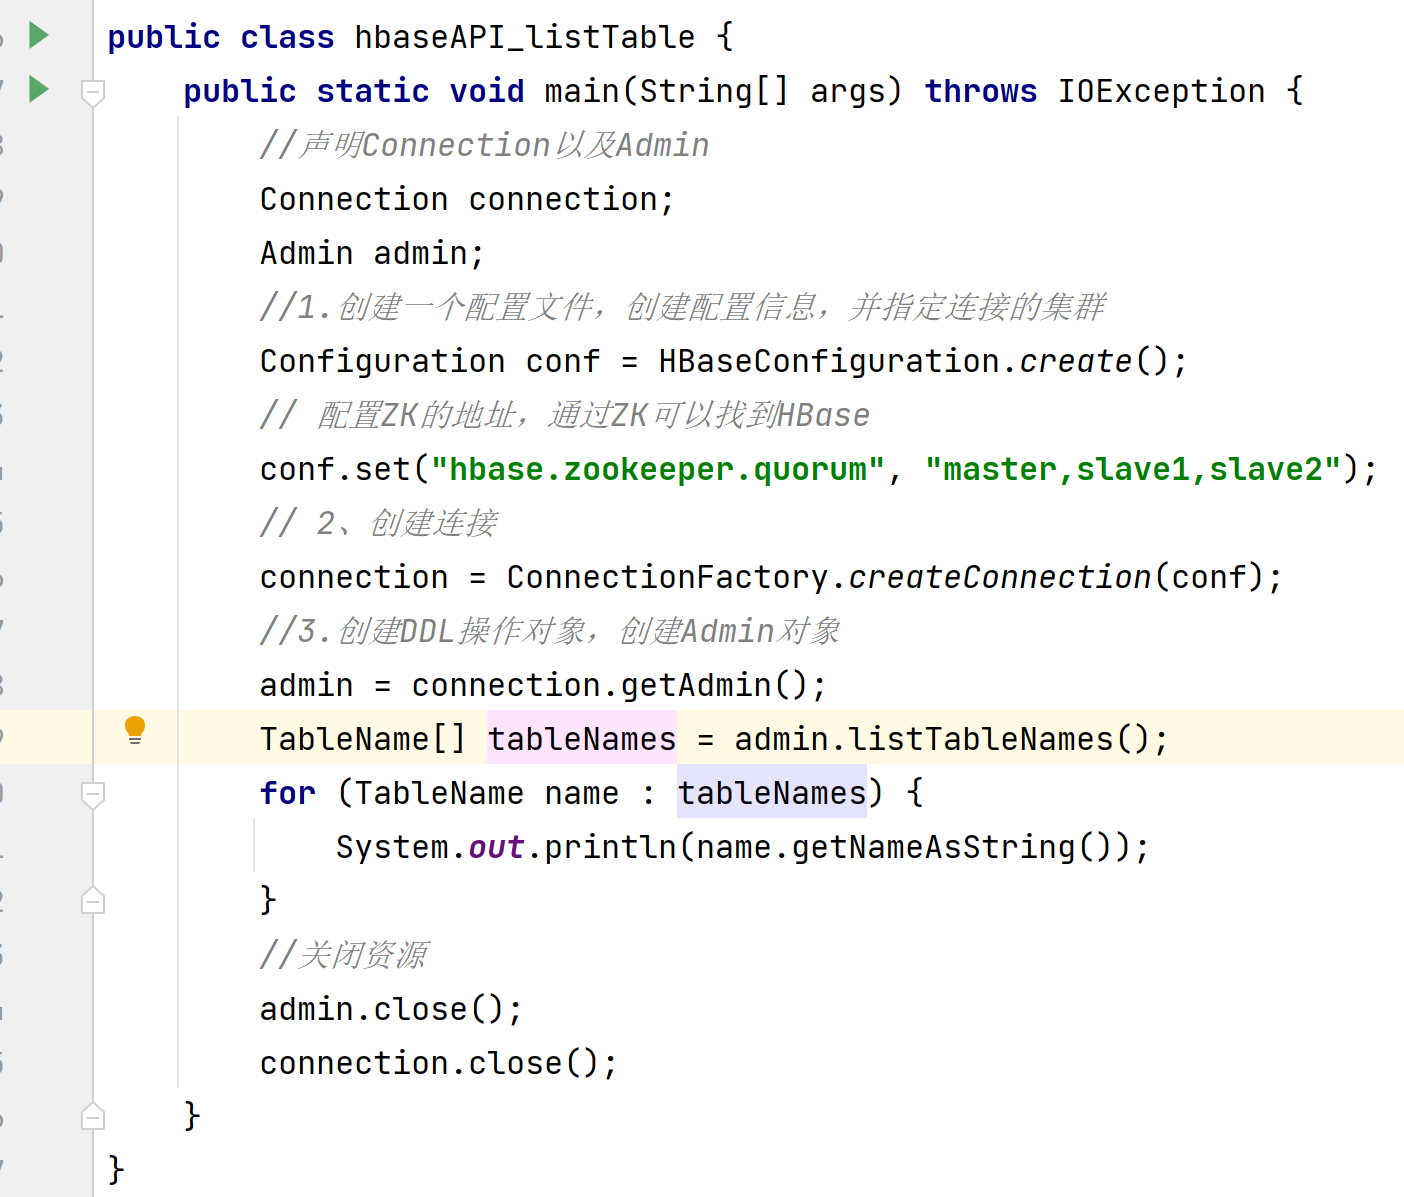 public class hbaseAPI_listTable {
public static void main(String[] args) throws IOException {
//声明Connection以及Admin
Connection connection;
Admin admin;
//1.创建一个配置文件，创建配置信息，并指定连接的集群
Configuration conf = HBaseConfiguration.create();
// 配置ZK的地址，通过ZK可以找到HBase
conf.set("hbase.zookeeper.quorum", "master,slave1,slave2");
// 2、创建连接
connection = ConnectionFactory.createConnection(conf);
//3.创建DDL操作对象，创建Admin对象
admin = connection.getAdmin();
TableName[] tableNames = admin.listTableNames();
for (TableName name : tableNames) {
System.out.println(name.getNameAsString());
}
//关闭资源
admin.close();
connection.close();
}
}